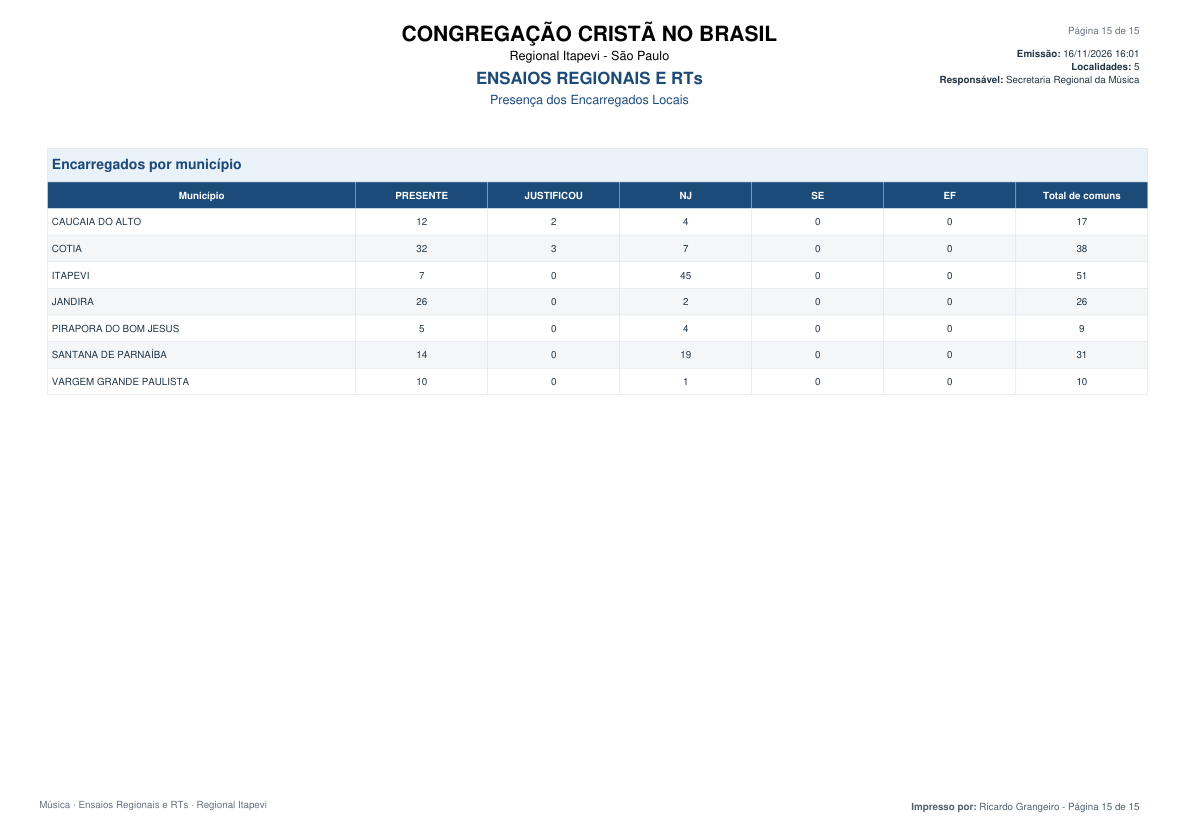 CONGREGAÇÃO CRISTÃ NO BRASIL
Regional Itapevi - São Paulo
ENSAIOS REGIONAIS E RTs
Presença dos Encarregados Locais
Página 15 de 15
Emissão: 16/11/2026 16:01
Localidades: 5
Responsável: Secretaria Regional da Música
Encarregados por município
Município PRESENTE JUSTIFICOU NJ SE EF Total de comuns
CAUCAIA DO ALTO 12 2 4 0 0 17
COTIA 32 3 7 0 0 38
ITAPEVI 7 0 45 0 0 51
JANDIRA 26 0 2 0 0 26
PIRAPORA DO BOM JESUS 5 0 4 0 0 9
SANTANA DE PARNAÍBA 14 0 19 0 0 31
VARGEM GRANDE PAULISTA 10 0 1 0 0 10
Música · Ensaios Regionais e RTs · Regional Itapevi
Impresso por: Ricardo Grangeiro - Página 15 de 15